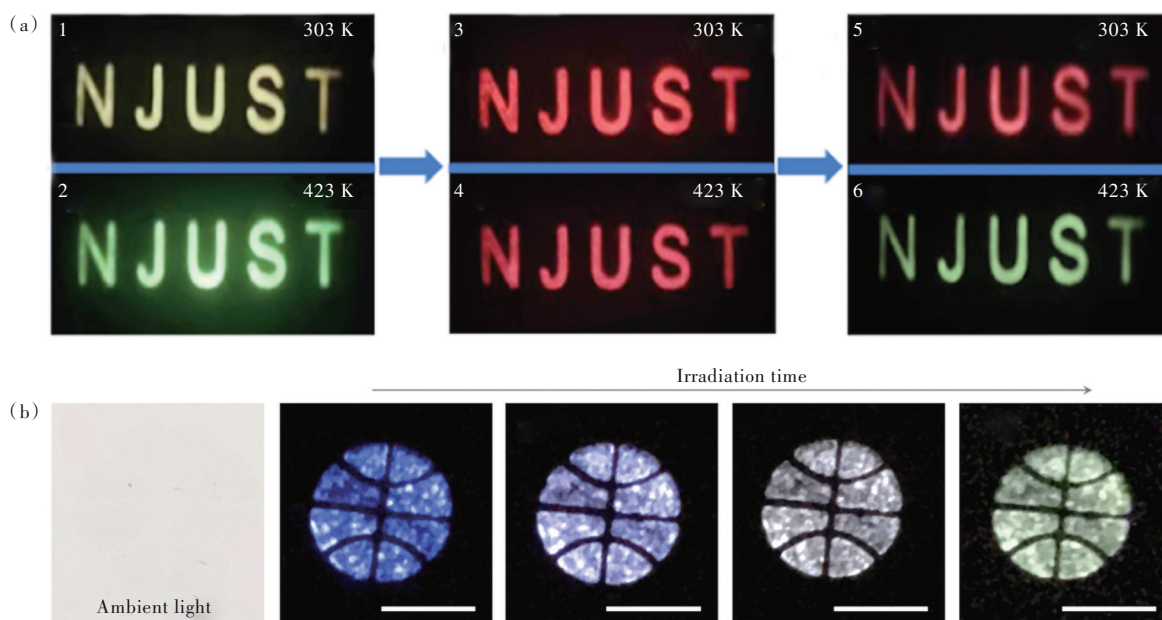 (a)
1 303 K
NJUST
2 423 K
NJUST
3 303 K
NJUST
4 423 K
NJUST
5 303 K
NJUST
6 423 K
NJUST
Irradiation time
(b)
Ambient light